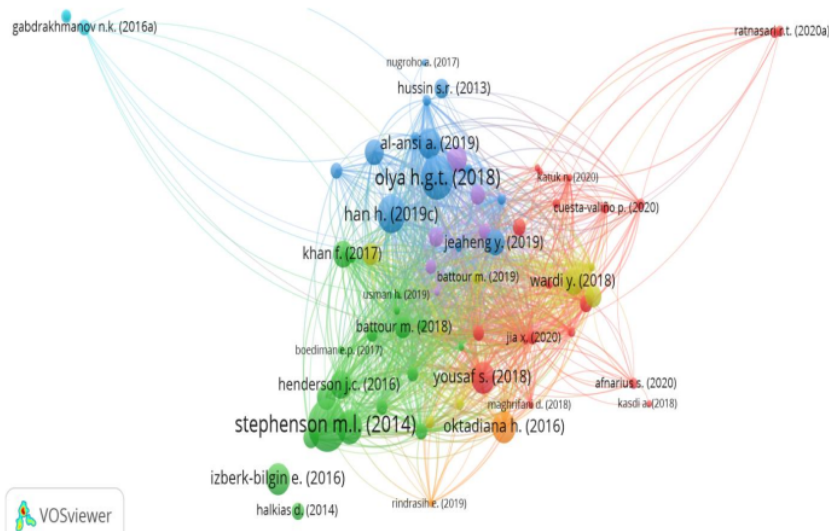 gabdrakhmanov n.k. (2016a)
ratnasari r.t. (2020a)
nugroho a. (2017)
hussin s.r. (2013)
al-ansi a. (2019)
olya h.g.t. (2018)
katuk n. (2020)
han h. (2019c)
cuesta-valiño p. (2020)
jeaheng y. (2019)
khan f. (2017)
battour m. (2019)
wardi y. (2018)
usman h. (2019)
battour m. (2018)
jia x. (2020)
boediman e.p. (2017)
henderson j.c. (2016)
yousaf s. (2018)
afnarius s. (2020)
maghrifani d. (2018)
kasdi a. (2018)
stephenson m.l. (2014)
oktadiana h. (2016)
izberk-bilgin e. (2016)
halkias d. (2014)
rindrasih e. (2019)
VOSviewer